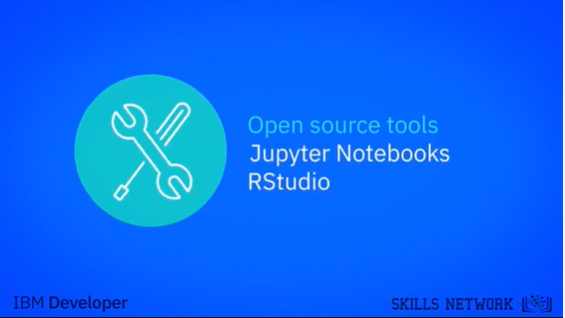 Open source tools
Jupyter Notebooks
RStudio
IBM Developer
SKILLS NETWORK